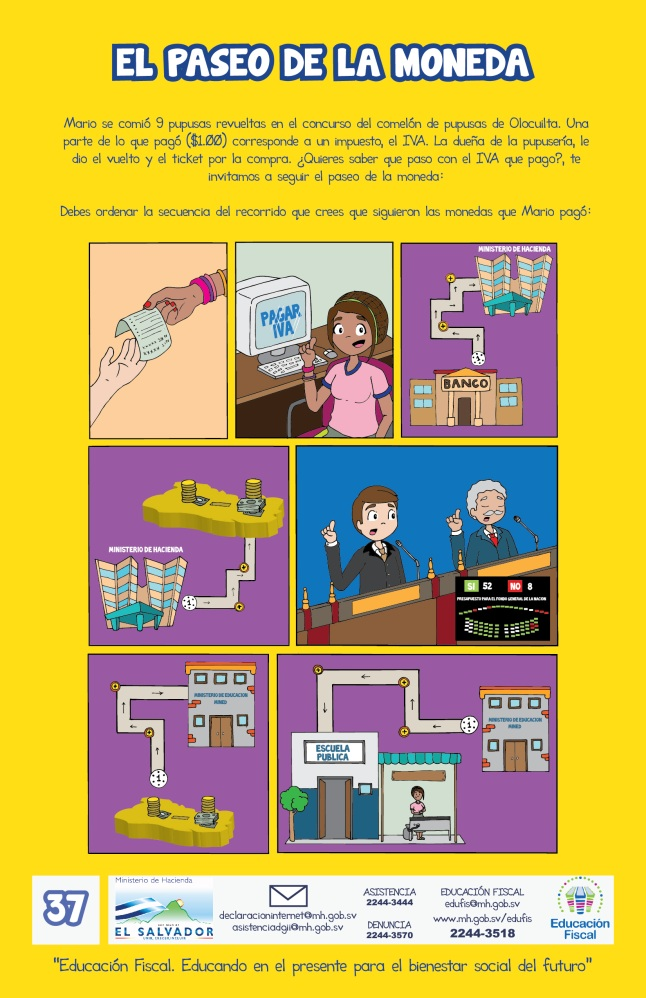 EL PASEO DE LA MONEDA
Mario se comió 9 pupusas revueltas en el concurso del comelón de pupusas de Olocuilta. Una
parte de lo que pagó ($1.00) corresponde a un impuesto, el IVA. La dueña de la pupusería, le
dio el vuelto y el ticket por la compra. ¿Quieres saber que paso con el IVA que pago?, te
invitamos a seguir el paseo de la moneda:
Debes ordenar la secuencia del recorrido que crees que siguieron las monedas que Mario pagó:
PAGAR
IVA
MINISTERIO DE HACIENDA
BANCO
MINISTERIO DE HACIENDA
SI 52 NO 8
PRESUPUESTO PARA EL FONDO GENERAL DE LA NACION
MINISTERIO DE EDUCACION
MINED
ESCUELA
PUBLICA
MINISTERIO DE EDUCACION
MINED
37
Ministerio de Hacienda
EL SALVADOR
declaracioninternet@mh.gob.sv
asistenciadgii@mh.gob.sv
ASISTENCIA
2244-3444
DENUNCIA
2244-3570
EDUCACIÓN FISCAL
edufis@mh.gob.sv
www.mh.gob.sv/edufis
2244-3518
Educación
Fiscal
"Educación Fiscal. Educando en el presente para el bienestar social del futuro"